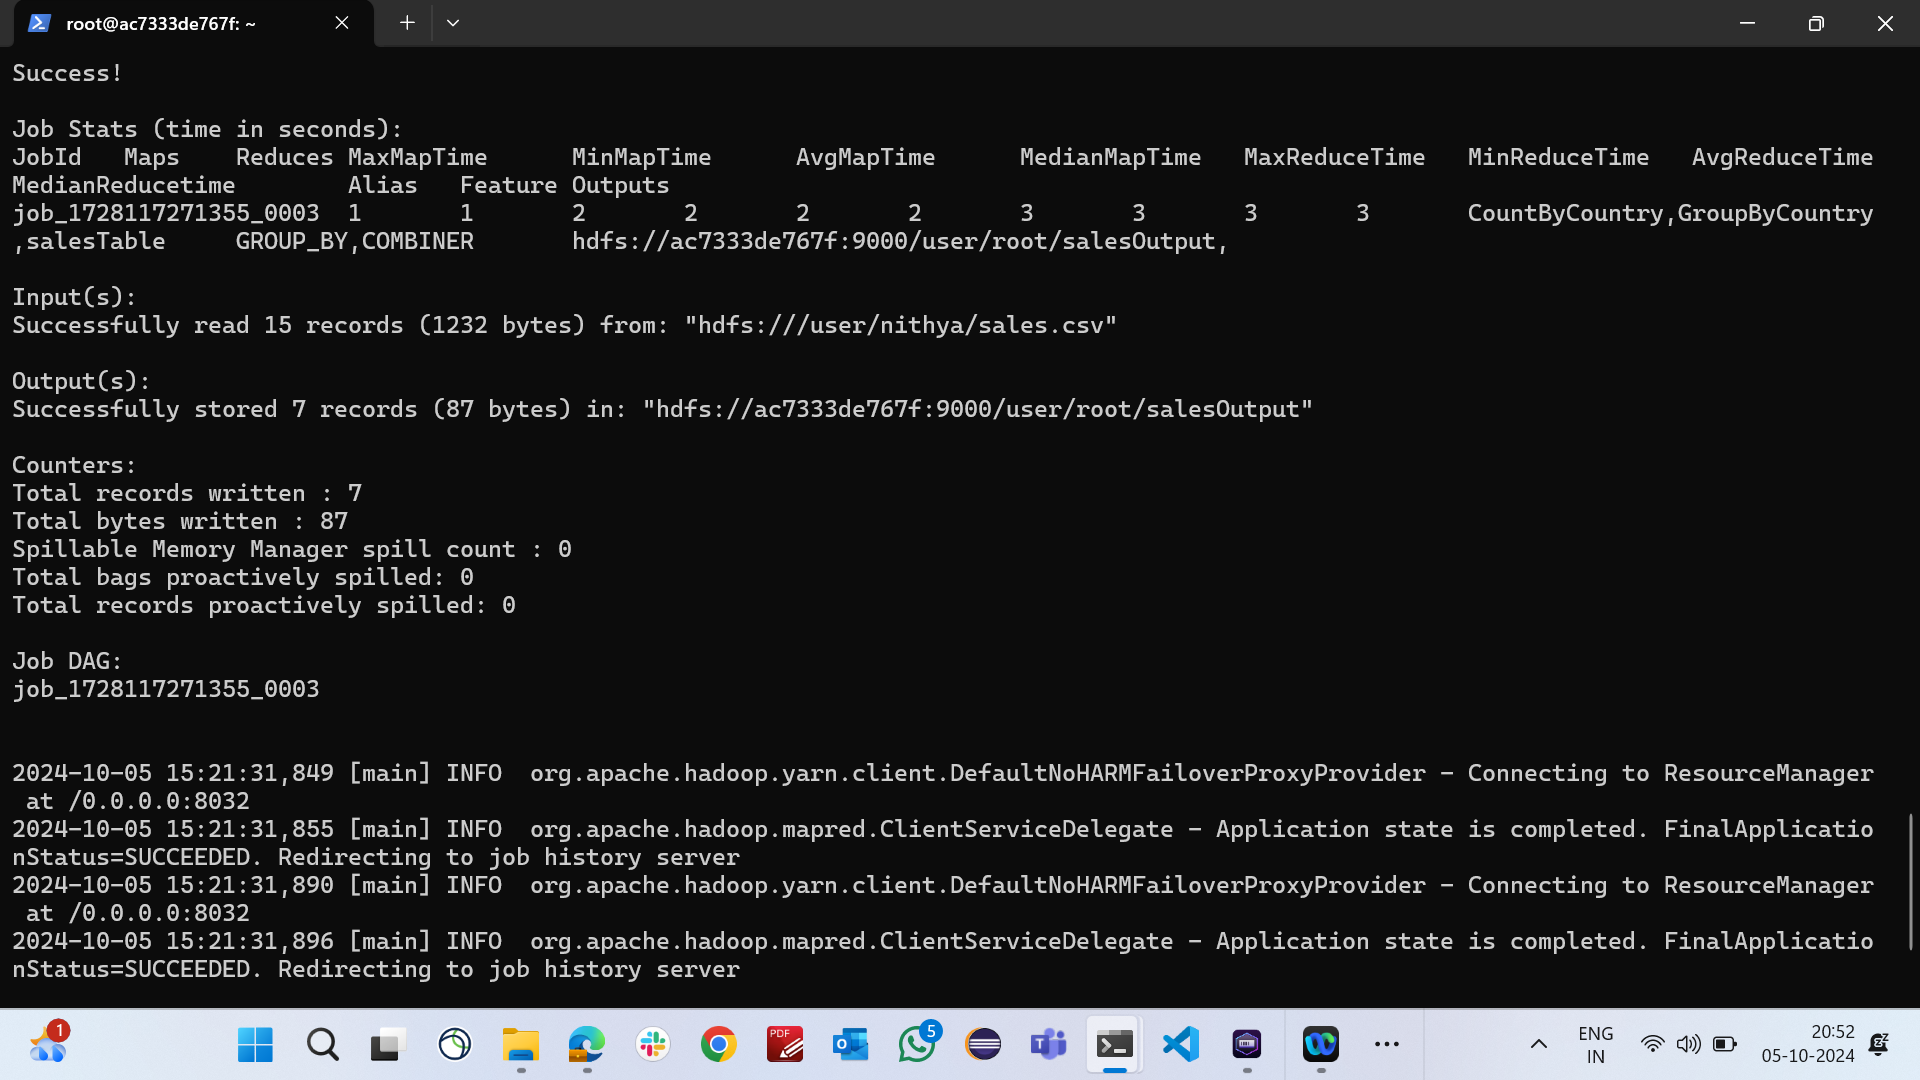 root@ac7333de767f: ~
Success!
Job Stats (time in seconds):
JobId Maps Reduces MaxMapTime MinMapTime AvgMapTime MedianMapTime MaxReduceTime MinReduceTime AvgReduceTime
MedianReducetime Alias Feature Outputs
job_1728117271355_0003 1 1 2 2 2 2 3 3 3 3 CountByCountry,GroupByCountry
,salesTable GROUP_BY,COMBINER hdfs://ac7333de767f:9000/user/root/salesOutput,
Input(s):
Successfully read 15 records (1232 bytes) from: "hdfs:///user/nithya/sales.csv"
Output(s):
Successfully stored 7 records (87 bytes) in: "hdfs://ac7333de767f:9000/user/root/salesOutput"
Counters:
Total records written : 7
Total bytes written : 87
Spillable Memory Manager spill count : 0
Total bags proactively spilled: 0
Total records proactively spilled: 0
Job DAG:
job_1728117271355_0003
2024-10-05 15:21:31,849 [main] INFO  org.apache.hadoop.yarn.client.DefaultNoHARMFailoverProxyProvider - Connecting to ResourceManager
at /0.0.0.0:8032
2024-10-05 15:21:31,855 [main] INFO  org.apache.hadoop.mapred.ClientServiceDelegate - Application state is completed. FinalApplicatio
nStatus=SUCCEEDED. Redirecting to job history server
2024-10-05 15:21:31,890 [main] INFO  org.apache.hadoop.yarn.client.DefaultNoHARMFailoverProxyProvider - Connecting to ResourceManager
at /0.0.0.0:8032
2024-10-05 15:21:31,896 [main] INFO  org.apache.hadoop.mapred.ClientServiceDelegate - Application state is completed. FinalApplicatio
nStatus=SUCCEEDED. Redirecting to job history server
1
PDF
5
ENG
IN
20:52
05-10-2024